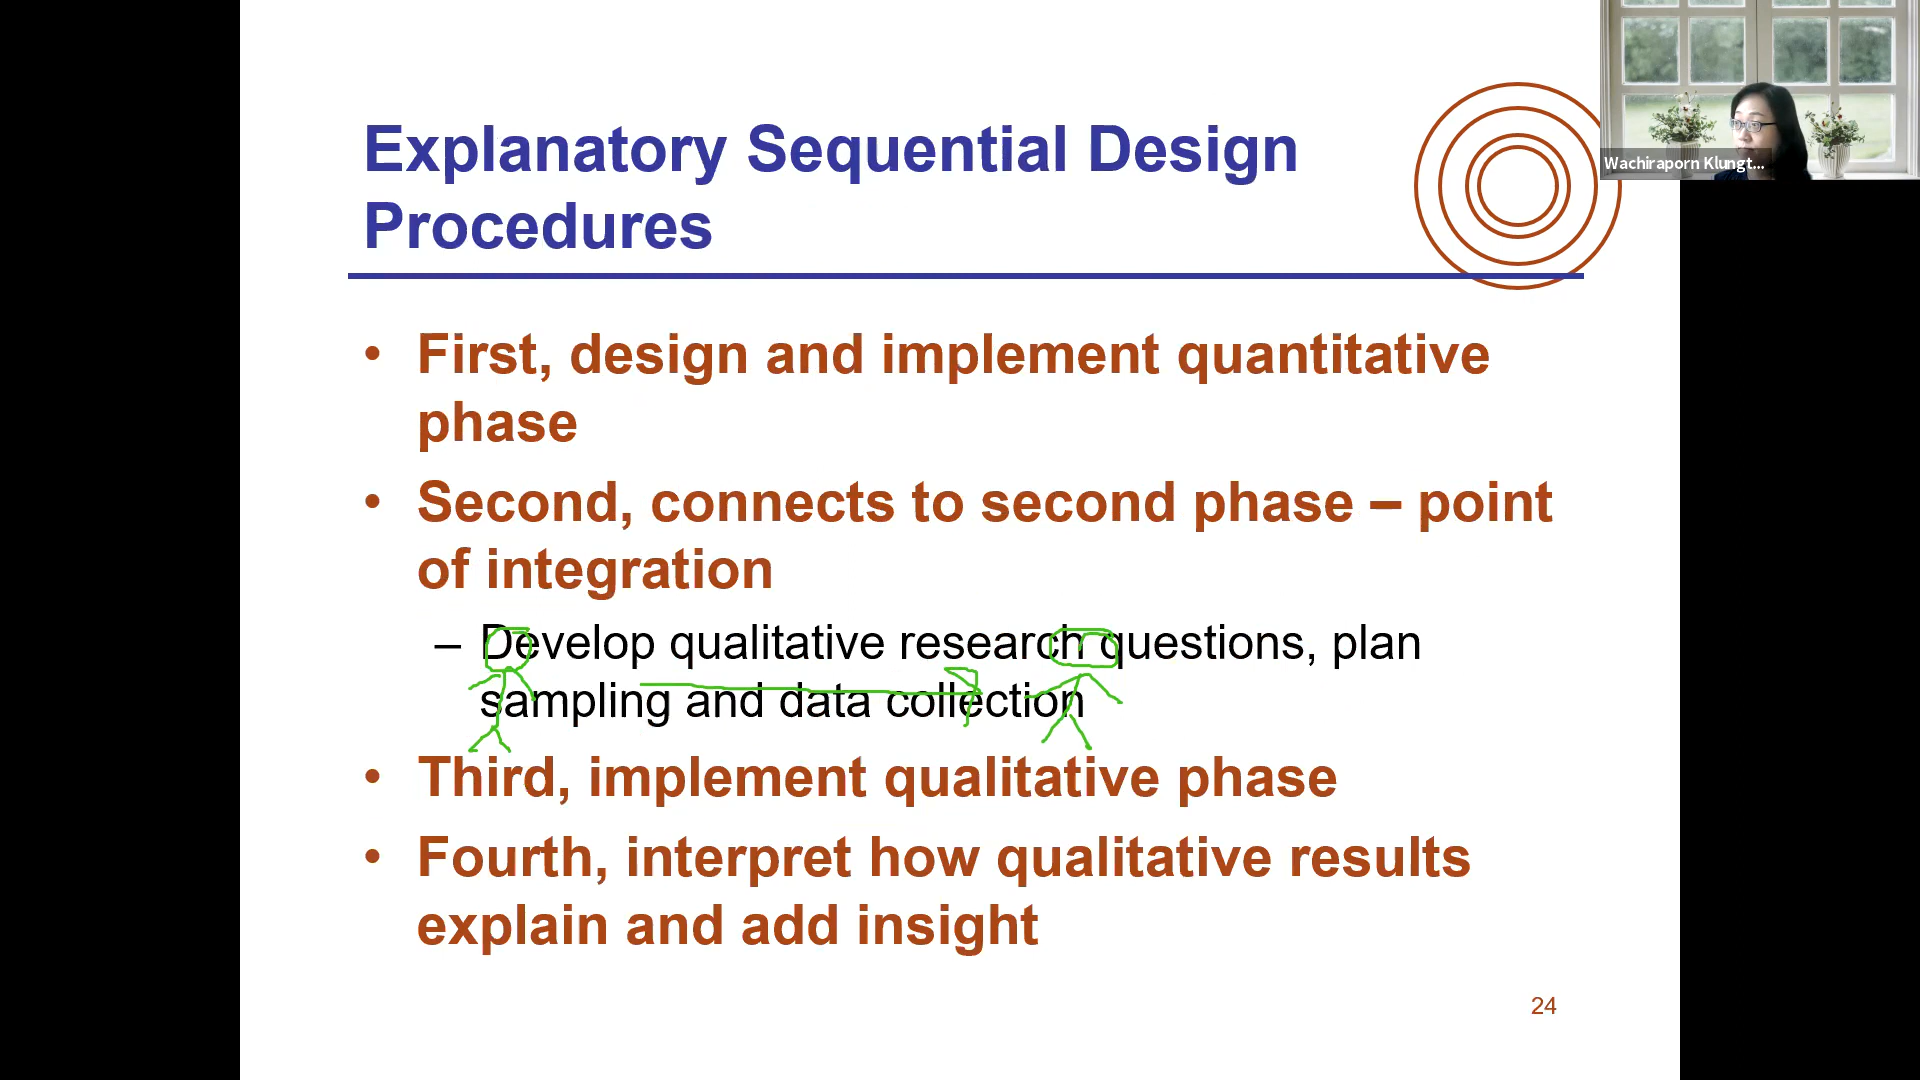 Explanatory Sequential Design
Procedures
Wachiraporn Klungt...
• First, design and implement quantitative
phase
• Second, connects to second phase – point
of integration
– Develop qualitative research questions, plan
sampling and data collection
• Third, implement qualitative phase
• Fourth, interpret how qualitative results
explain and add insight
24